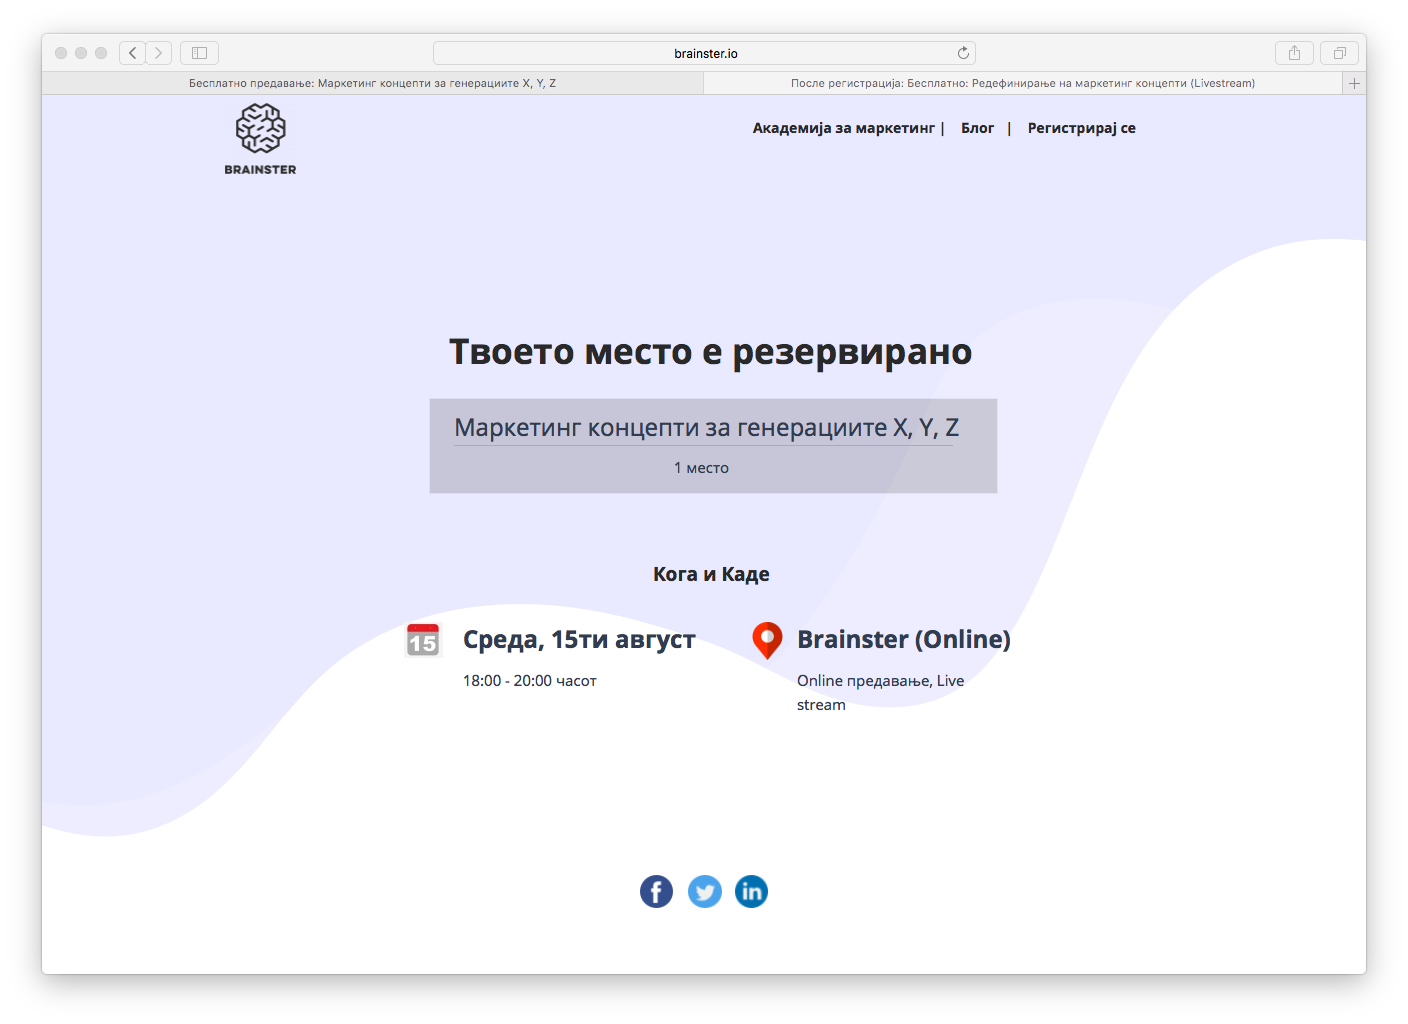 brainster.io
Бесплатно предавање: Маркетинг концепти за генерациите X, Y, Z
После регистрација: Бесплатно: Редефинирање на маркетинг концепти (Livestream)
BRAINSTER
Академија за маркетинг | Блог | Регистрирај се
Твоето место е резервирано
Маркетинг концепти за генерациите X, Y, Z
1 место
Кога и Каде
15
Среда, 15ти август
18:00 - 20:00 часот
Brainster (Online)
Online предавање, Live
stream